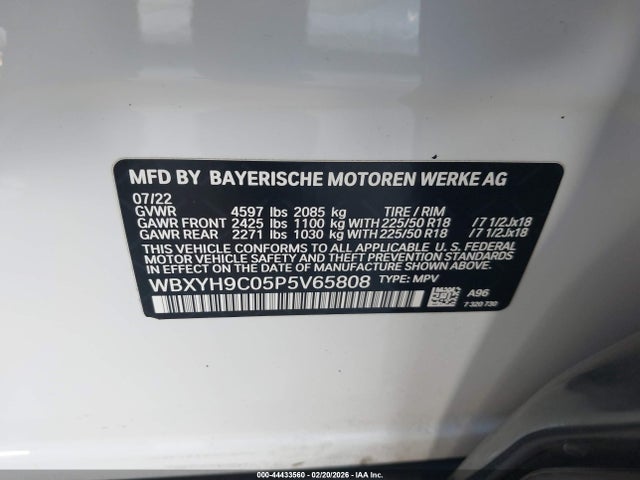 MFD BY BAYERISCHE MOTOREN WERKE AG
07/22
GVWR 4597 lbs 2085 kg TIRE / RIM
GAWR FRONT 2425 lbs 1100 kg WITH 225/50 R18 / 7 1/2Jx18
GAWR REAR 2271 lbs 1030 kg WITH 225/50 R18 / 7 1/2Jx18
THIS VEHICLE CONFORMS TO ALL APPLICABLE U. S. FEDERAL
MOTOR VEHICLE SAFETY, BUMPER, AND THEFT PREVENTION
STANDARDS IN EFFECT ON THE DATE OF MANUFACTURE SHOWN ABOVE.
WBXYH9C05P5V65808 TYPE: MPV
A96
7 320 730
000-44433560 - 02/20/2026 - IAAI.com